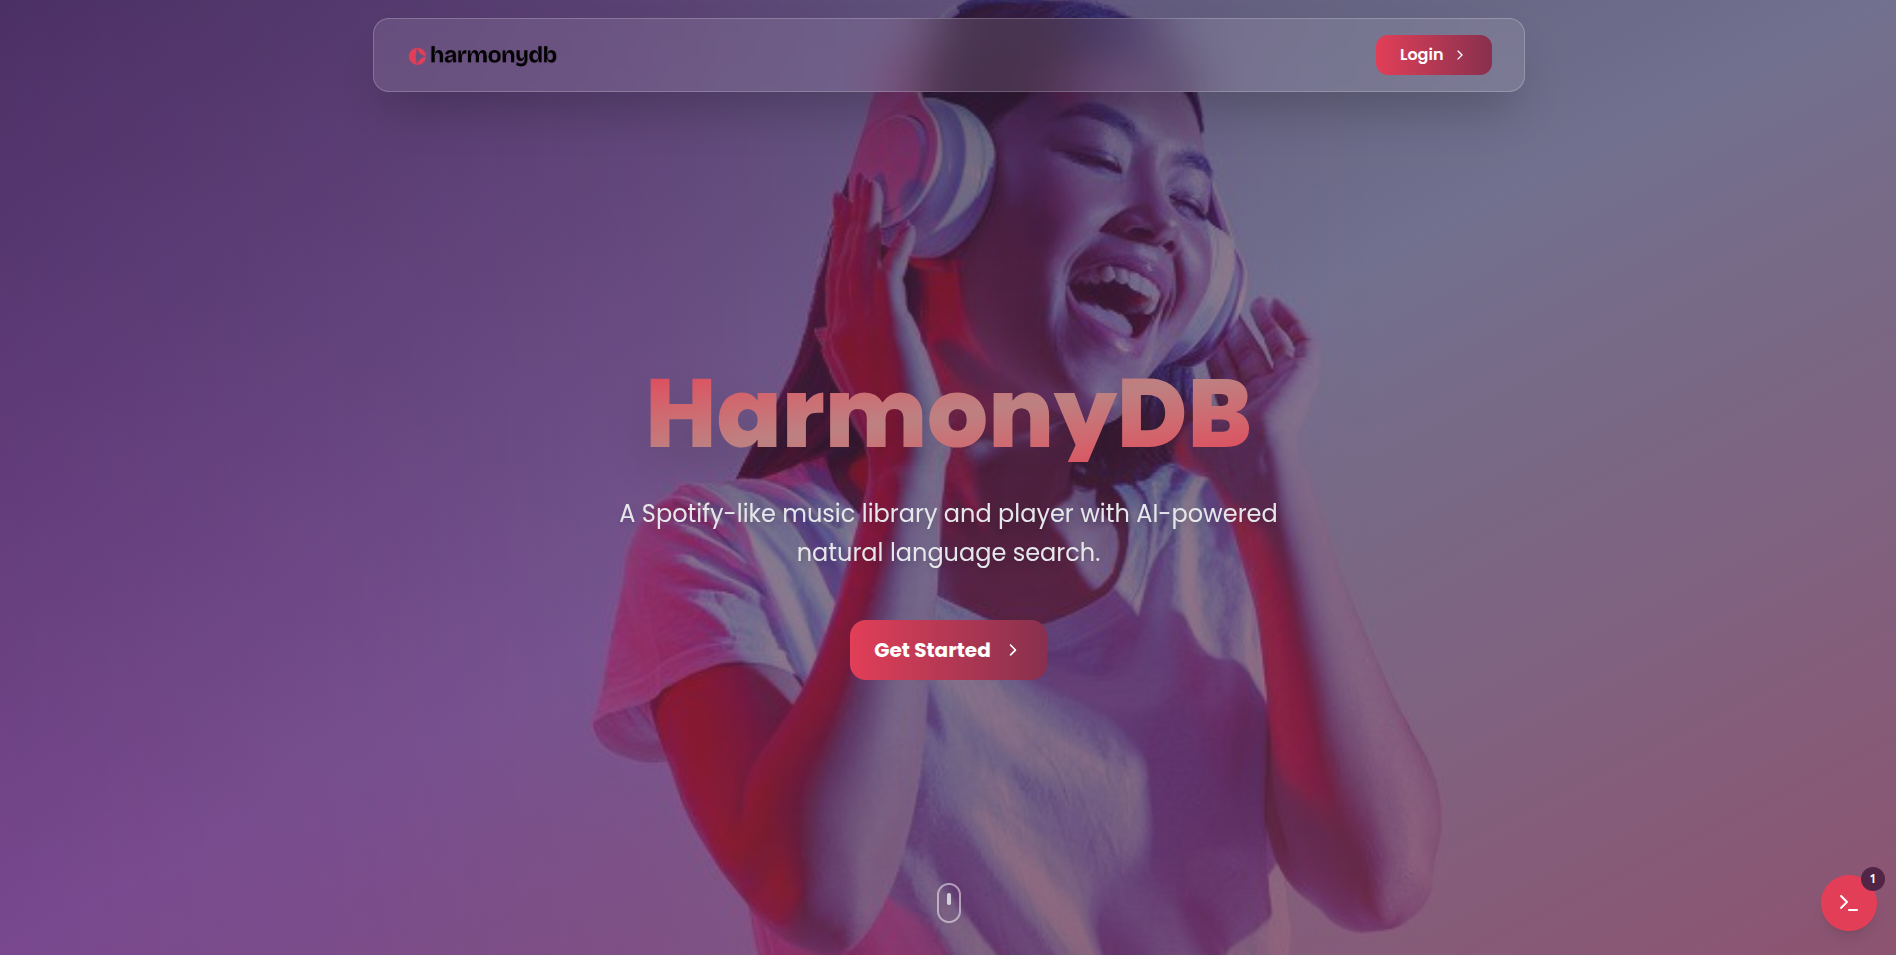 harmonydb
Login
HarmonyDB
A Spotify-like music library and player with AI-powered
natural language search.
Get Started
1